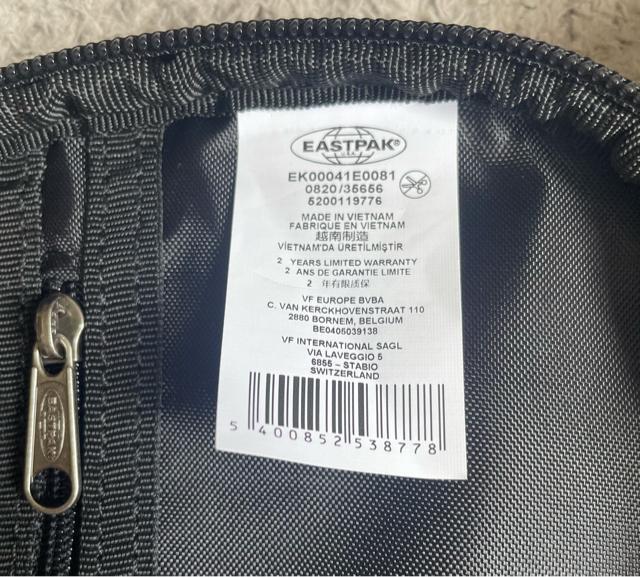 EASTPAK®
USA
EK00041E0081
0820/35656
5200119776
MADE IN VIETNAM
FABRIQUE EN VIETNAM
越南制造
VİETNAM'DA ÜRETİLMİŞTİR
2 YEARS LIMITED WARRANTY
2 ANS DE GARANTIE LIMITE
2 年有限质保
VF EUROPE BVBA
C. VAN KERCKHOVENSTRAAT 110
2880 BORNEM, BELGIUM
BE0405039138
VF INTERNATIONAL SAGL
VIA LAVEGGIO 5
6855 – STABIO
SWITZERLAND
5 400852 538778
EASTPAK